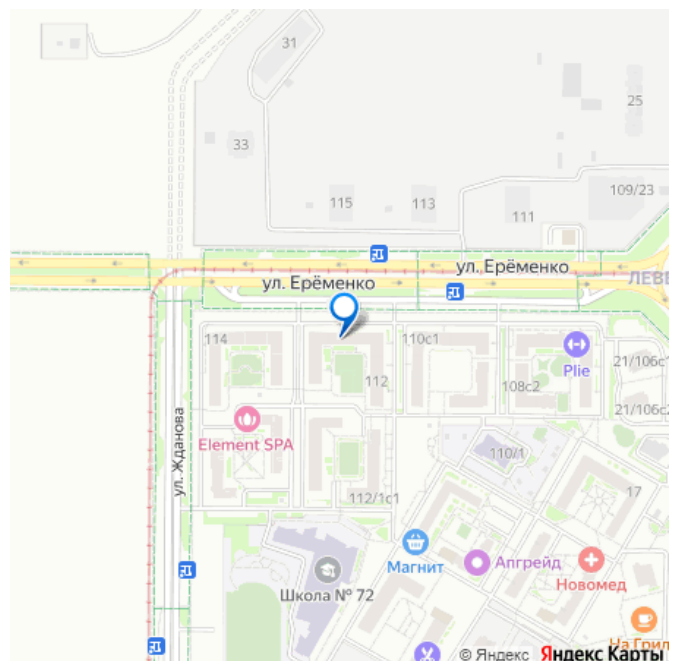 31
25
33
109/23
115
113
111
ул. Ерёменко
ЛЕВЕ
ул. Ерёменко
114
110с1
Plie
21/106с1
112
108с2
21/106с2
ул. Жданова
Element SPA
110/1
17
112/1с1
Магнит
Апгрейд
Новомед
Школа № 72
На Грил
© Яндекс Яндекс Карты